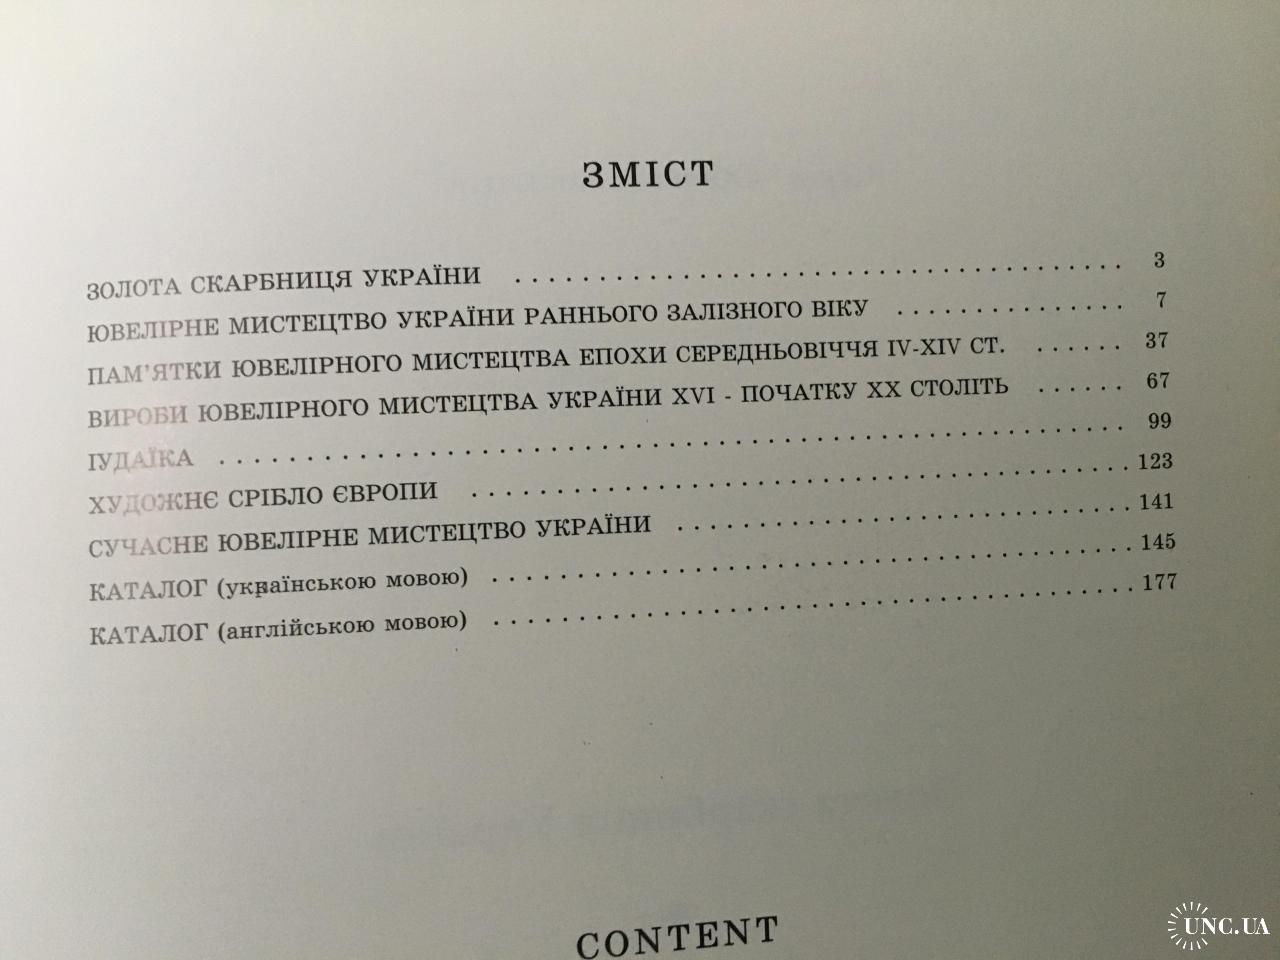 ЗМІСТ
ЗОЛОТА СКАРБНИЦЯ УКРАЇНИ . . . . . . . . . . . . . . . . . . . . . . . . . . . . . . . . . . . . . . . . . . . . 3
ЮВЕЛІРНЕ МИСТЕЦТВО УКРАЇНИ РАННЬОГО ЗАЛІЗНОГО ВІКУ . . . . . . . . . . . . . . . 7
ПАМ'ЯТКИ ЮВЕЛІРНОГО МИСТЕЦТВА ЕПОХИ СЕРЕДНЬОВІЧЧЯ IV-XIV СТ. . . . . . . 37
ВИРОБИ ЮВЕЛІРНОГО МИСТЕЦТВА УКРАЇНИ XVI - ПОЧАТКУ XX СТОЛІТЬ . . . . . . 67
ІУДАЇКА . . . . . . . . . . . . . . . . . . . . . . . . . . . . . . . . . . . . . . . . . . . . . . . . . . . . . . . . . . . . . . 99
ХУДОЖНЄ СРІБЛО ЄВРОПИ . . . . . . . . . . . . . . . . . . . . . . . . . . . . . . . . . . . . . . . . . . . . . . . 123
СУЧАСНЕ ЮВЕЛІРНЕ МИСТЕЦТВО УКРАЇНИ . . . . . . . . . . . . . . . . . . . . . . . . . . . . . . . . . 141
КАТАЛОГ (українською мовою) . . . . . . . . . . . . . . . . . . . . . . . . . . . . . . . . . . . . . . . . . . . . . 145
КАТАЛОГ (англійською мовою) . . . . . . . . . . . . . . . . . . . . . . . . . . . . . . . . . . . . . . . . . . . . . 177
CONTENT
UNC.UA